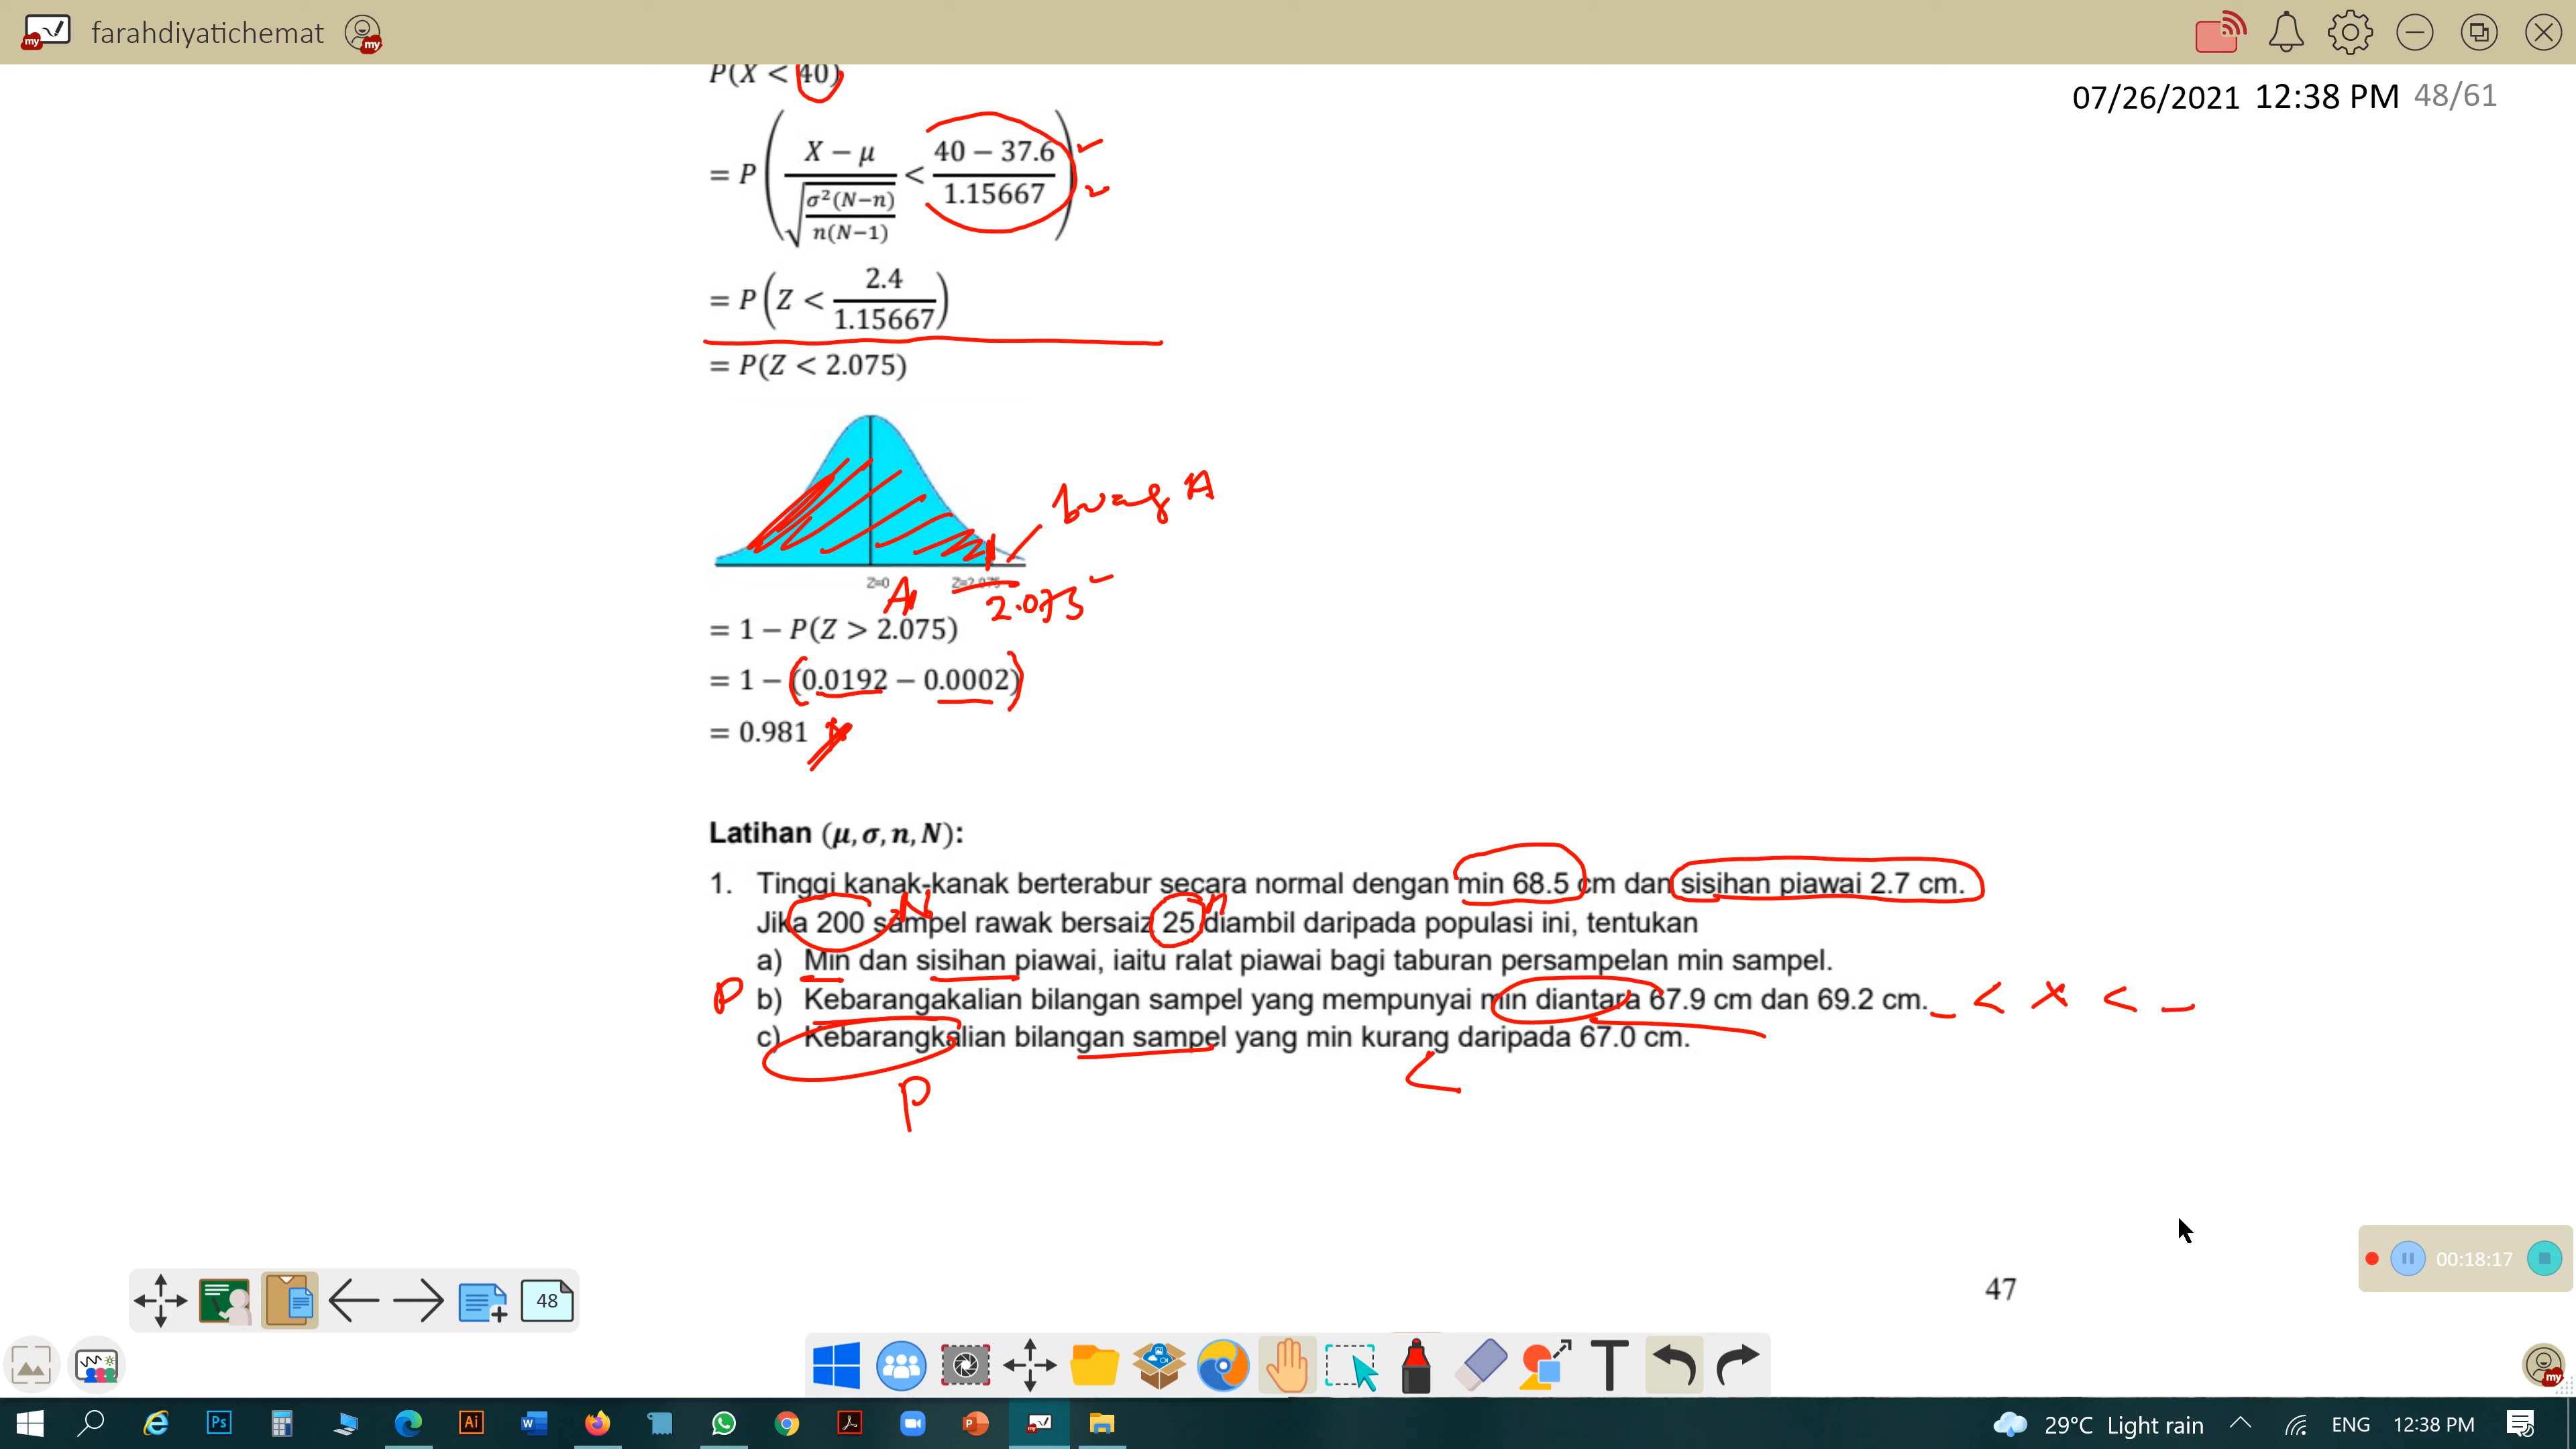 farahdiyatichemat
07/26/2021 12:38 PM 48/61
P(X < 40)
= P( (X − μ) / √(σ²(N−n) / n(N−1)) < (40 − 37.6) / 1.15667 )
= P( Z < 2.4 / 1.15667 )
= P(Z < 2.075)
buang A
Z=0 Z=2.075
A 2.075
= 1 − P(Z > 2.075)
= 1 − (0.0192 − 0.0002)
= 0.981
Latihan (μ, σ, n, N):
1. Tinggi kanak-kanak berterabur secara normal dengan min 68.5 cm dan sisihan piawai 2.7 cm.
N n
Jika 200 sampel rawak bersaiz 25 diambil daripada populasi ini, tentukan
a) Min dan sisihan piawai, iaitu ralat piawai bagi taburan persampelan min sampel.
P b) Kebarangakalian bilangan sampel yang mempunyai min diantara 67.9 cm dan 69.2 cm. _ < x < _
c) Kebarangkalian bilangan sampel yang min kurang daripada 67.0 cm.
P <
47
00:18:17
48
29°C Light rain ENG 12:38 PM